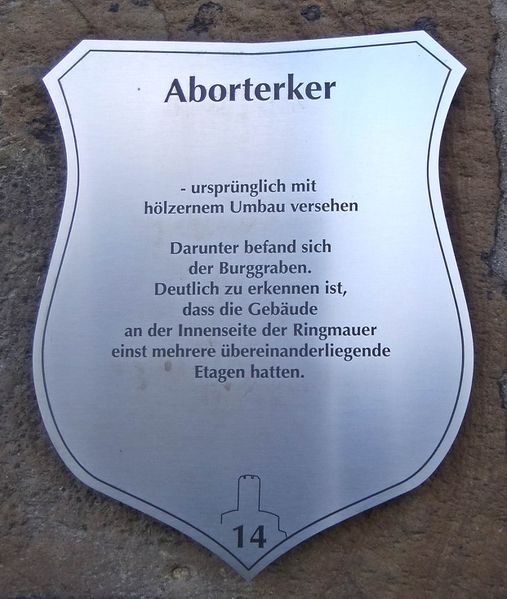 Aborterker
- ursprünglich mit
hölzernem Umbau versehen
Darunter befand sich
der Burggraben.
Deutlich zu erkennen ist,
dass die Gebäude
an der Innenseite der Ringmauer
einst mehrere übereinanderliegende
Etagen hatten.
14